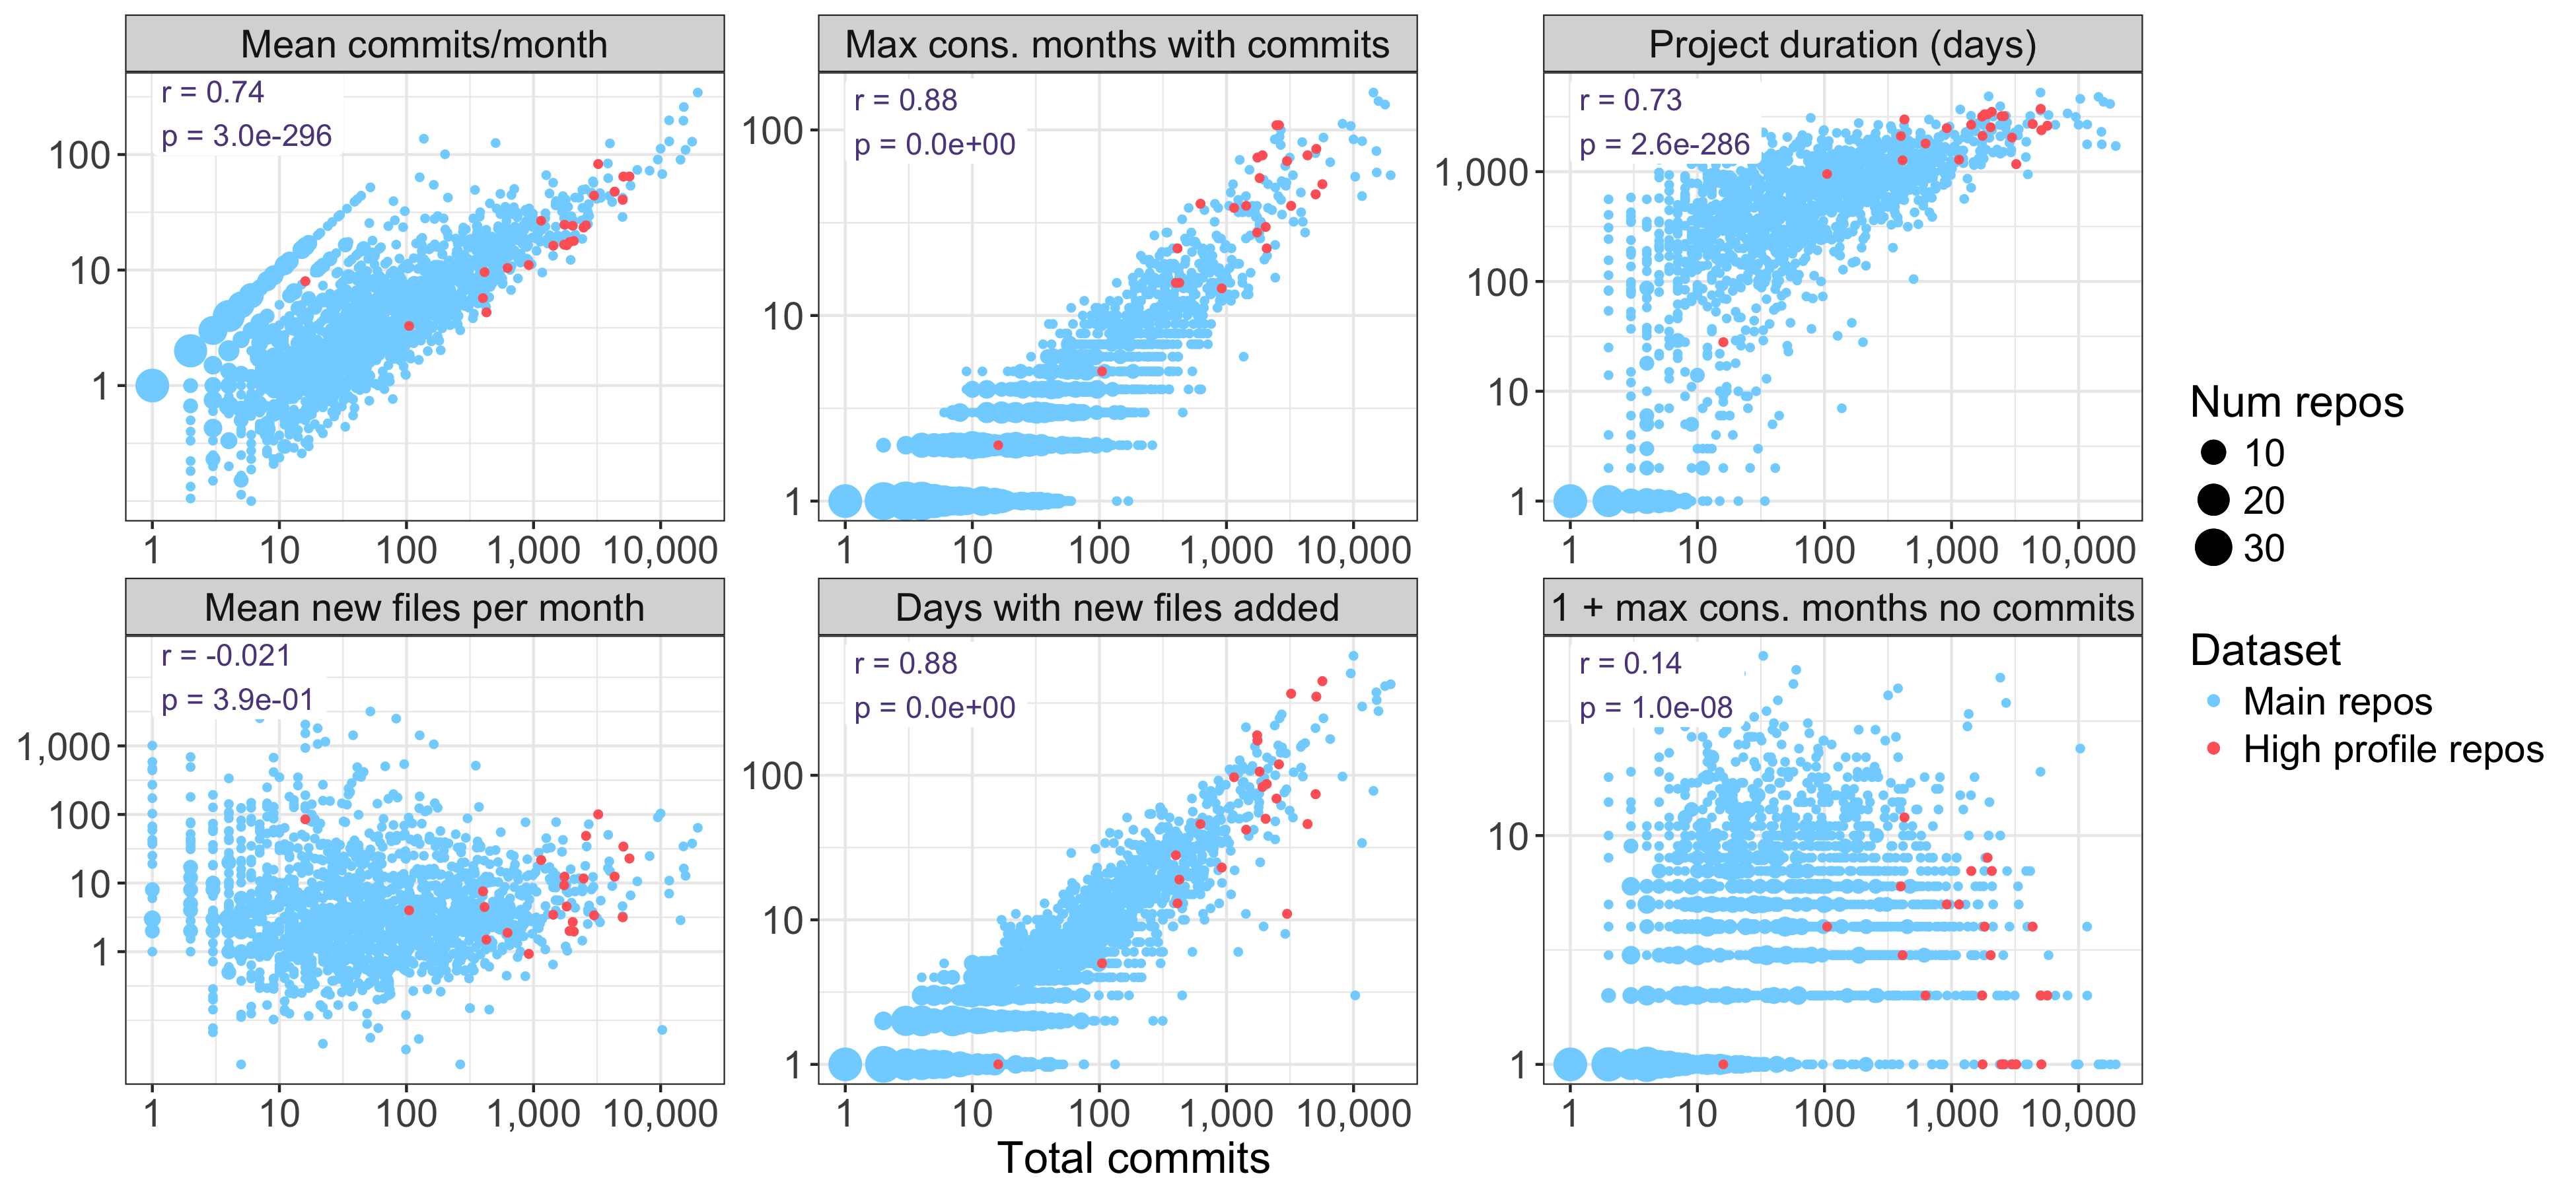 Mean commits/month
r = 0.74
p = 3.0e-296
100
10
1
1 10 100 1,000 10,000
Max cons. months with commits
r = 0.88
p = 0.0e+00
100
10
1
1 10 100 1,000 10,000
Project duration (days)
r = 0.73
p = 2.6e-286
1,000
100
10
1
1 10 100 1,000 10,000
Mean new files per month
r = -0.021
p = 3.9e-01
1,000
100
10
1
1 10 100 1,000 10,000
Days with new files added
r = 0.88
p = 0.0e+00
100
10
1
1 10 100 1,000 10,000
1 + max cons. months no commits
r = 0.14
p = 1.0e-08
10
1
1 10 100 1,000 10,000
Total commits
Num repos
10
20
30
Dataset
Main repos
High profile repos